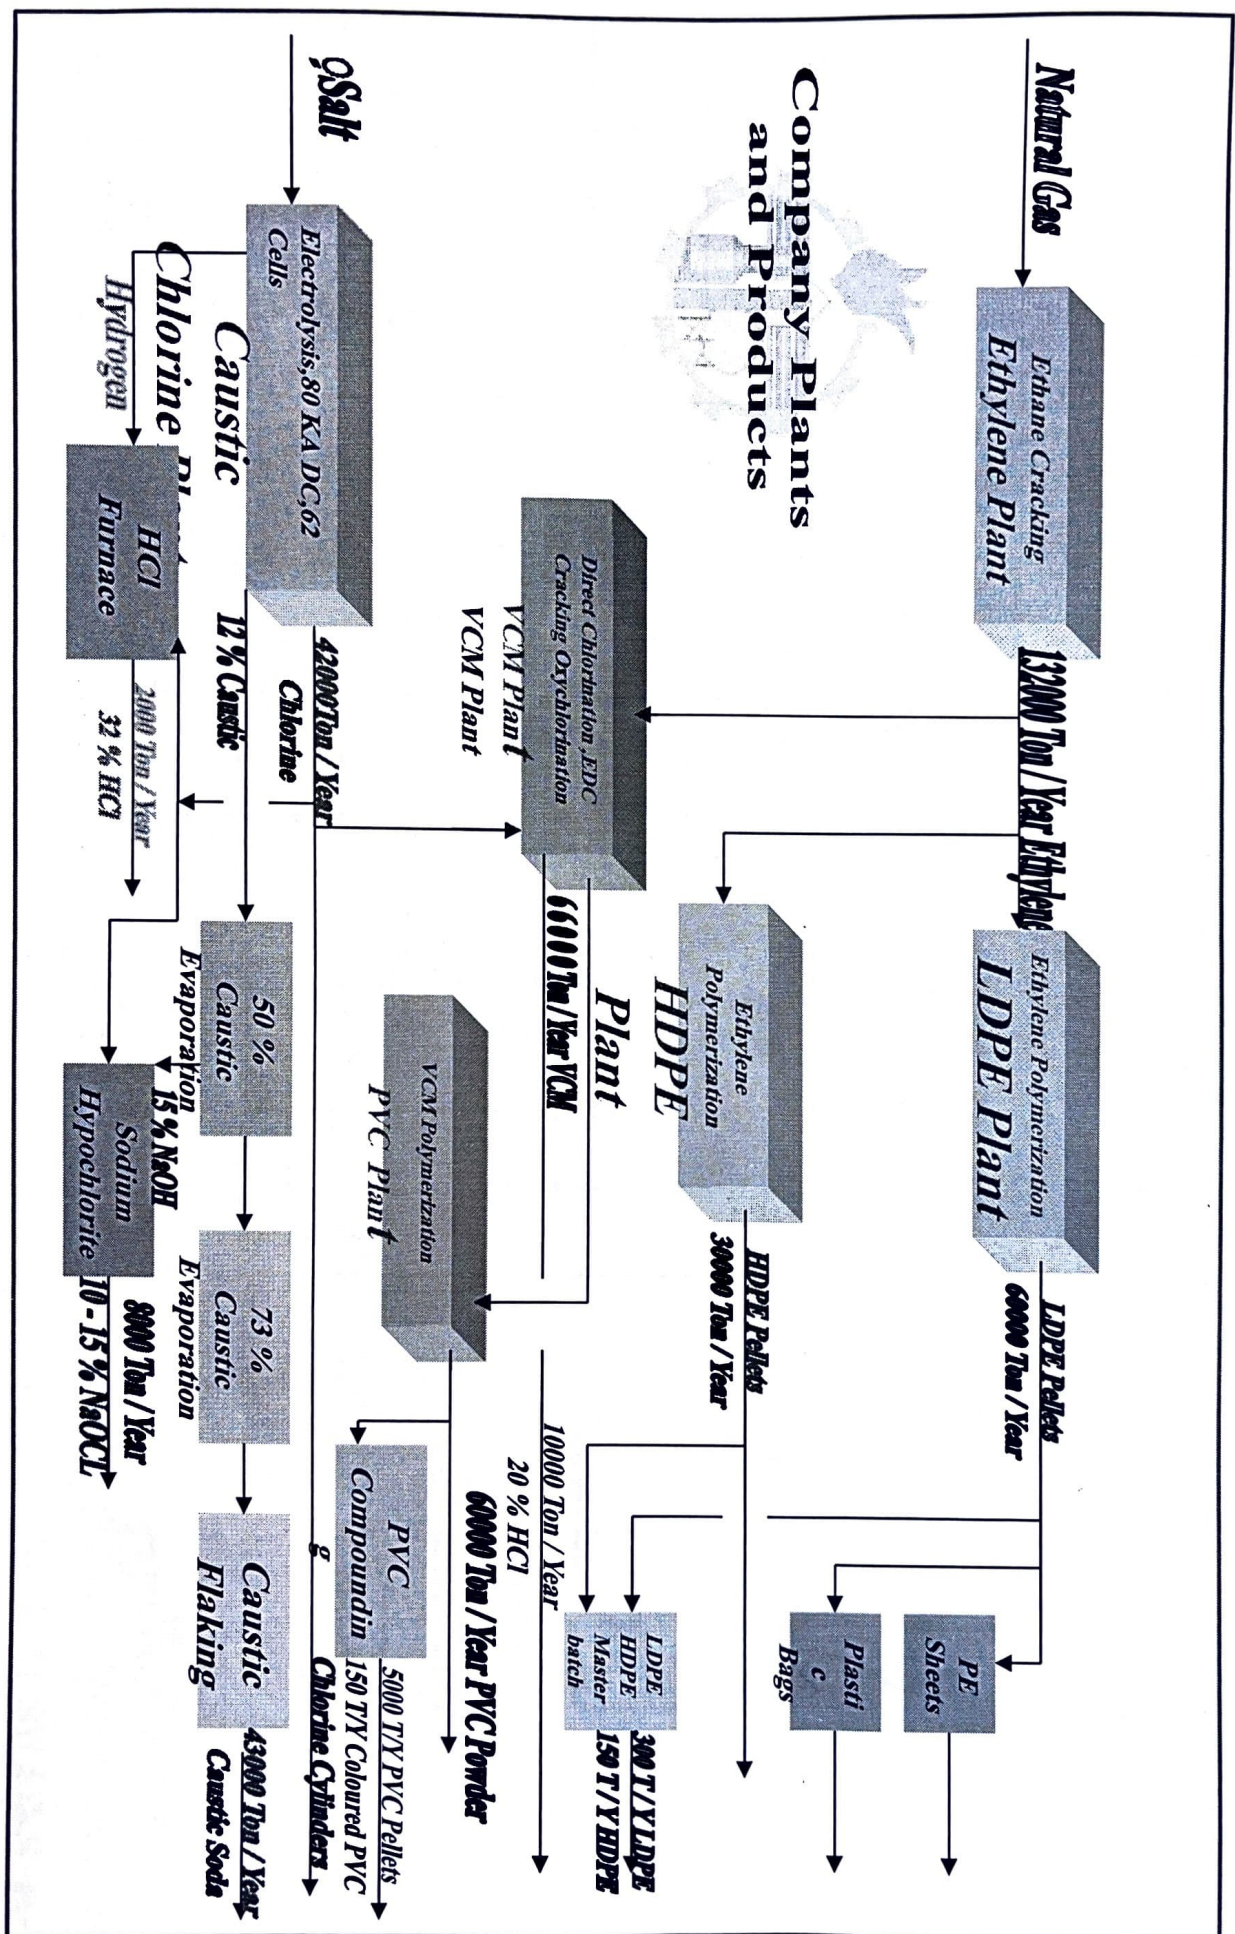 Company Plants
and Products
Natural Gas
Ethane Cracking
Ethylene Plant
132000 Ton / Year Ethylene
Ethylene Polymerization
LDPE Plant
LDPE Pellets
60000 Ton / Year
PE
Sheets
Plasti
c
Bags
Ethylene
Polymerization
HDPE
Plant
HDPE Pellets
30000 Ton / Year
LDPE
HDPE
Master
batch
300 T/Y LDPE
150 T/Y HDPE
Direct Chlorination ,EDC
Cracking Oxychlorination
VCM Plant
VCM Plant
66000 Ton / Year VCM
10000 Ton / Year
20 % HCl
VCM Polymerization
PVC Plant
60000 Ton / Year PVC Powder
PVC
Compoundin
g
5000 T/Y PVC Pellets
150 T/Y Coloured PVC
Salt
Electrolysis,80 KA DC,62
Cells
Caustic
Chlorine
Hydrogen
42000Ton / Year
Chlorine
Chlorine Cylinders
12 % Caustic
50 %
Caustic
Evaporation
73 %
Caustic
Evaporation
Caustic
Flaking
43000 Ton / Year
Caustic Soda
HCl
Furnace
2000 Ton / Year
32 % HCl
15 % NaOH
Sodium
Hypochlorite
8000 Ton / Year
10 - 15 % NaOCL